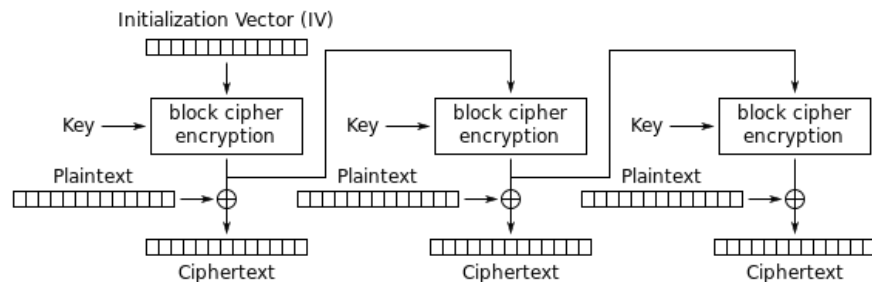 Initialization Vector (IV)
Key
block cipher
encryption
Key
block cipher
encryption
Key
block cipher
encryption
Plaintext
Plaintext
Plaintext
Ciphertext
Ciphertext
Ciphertext